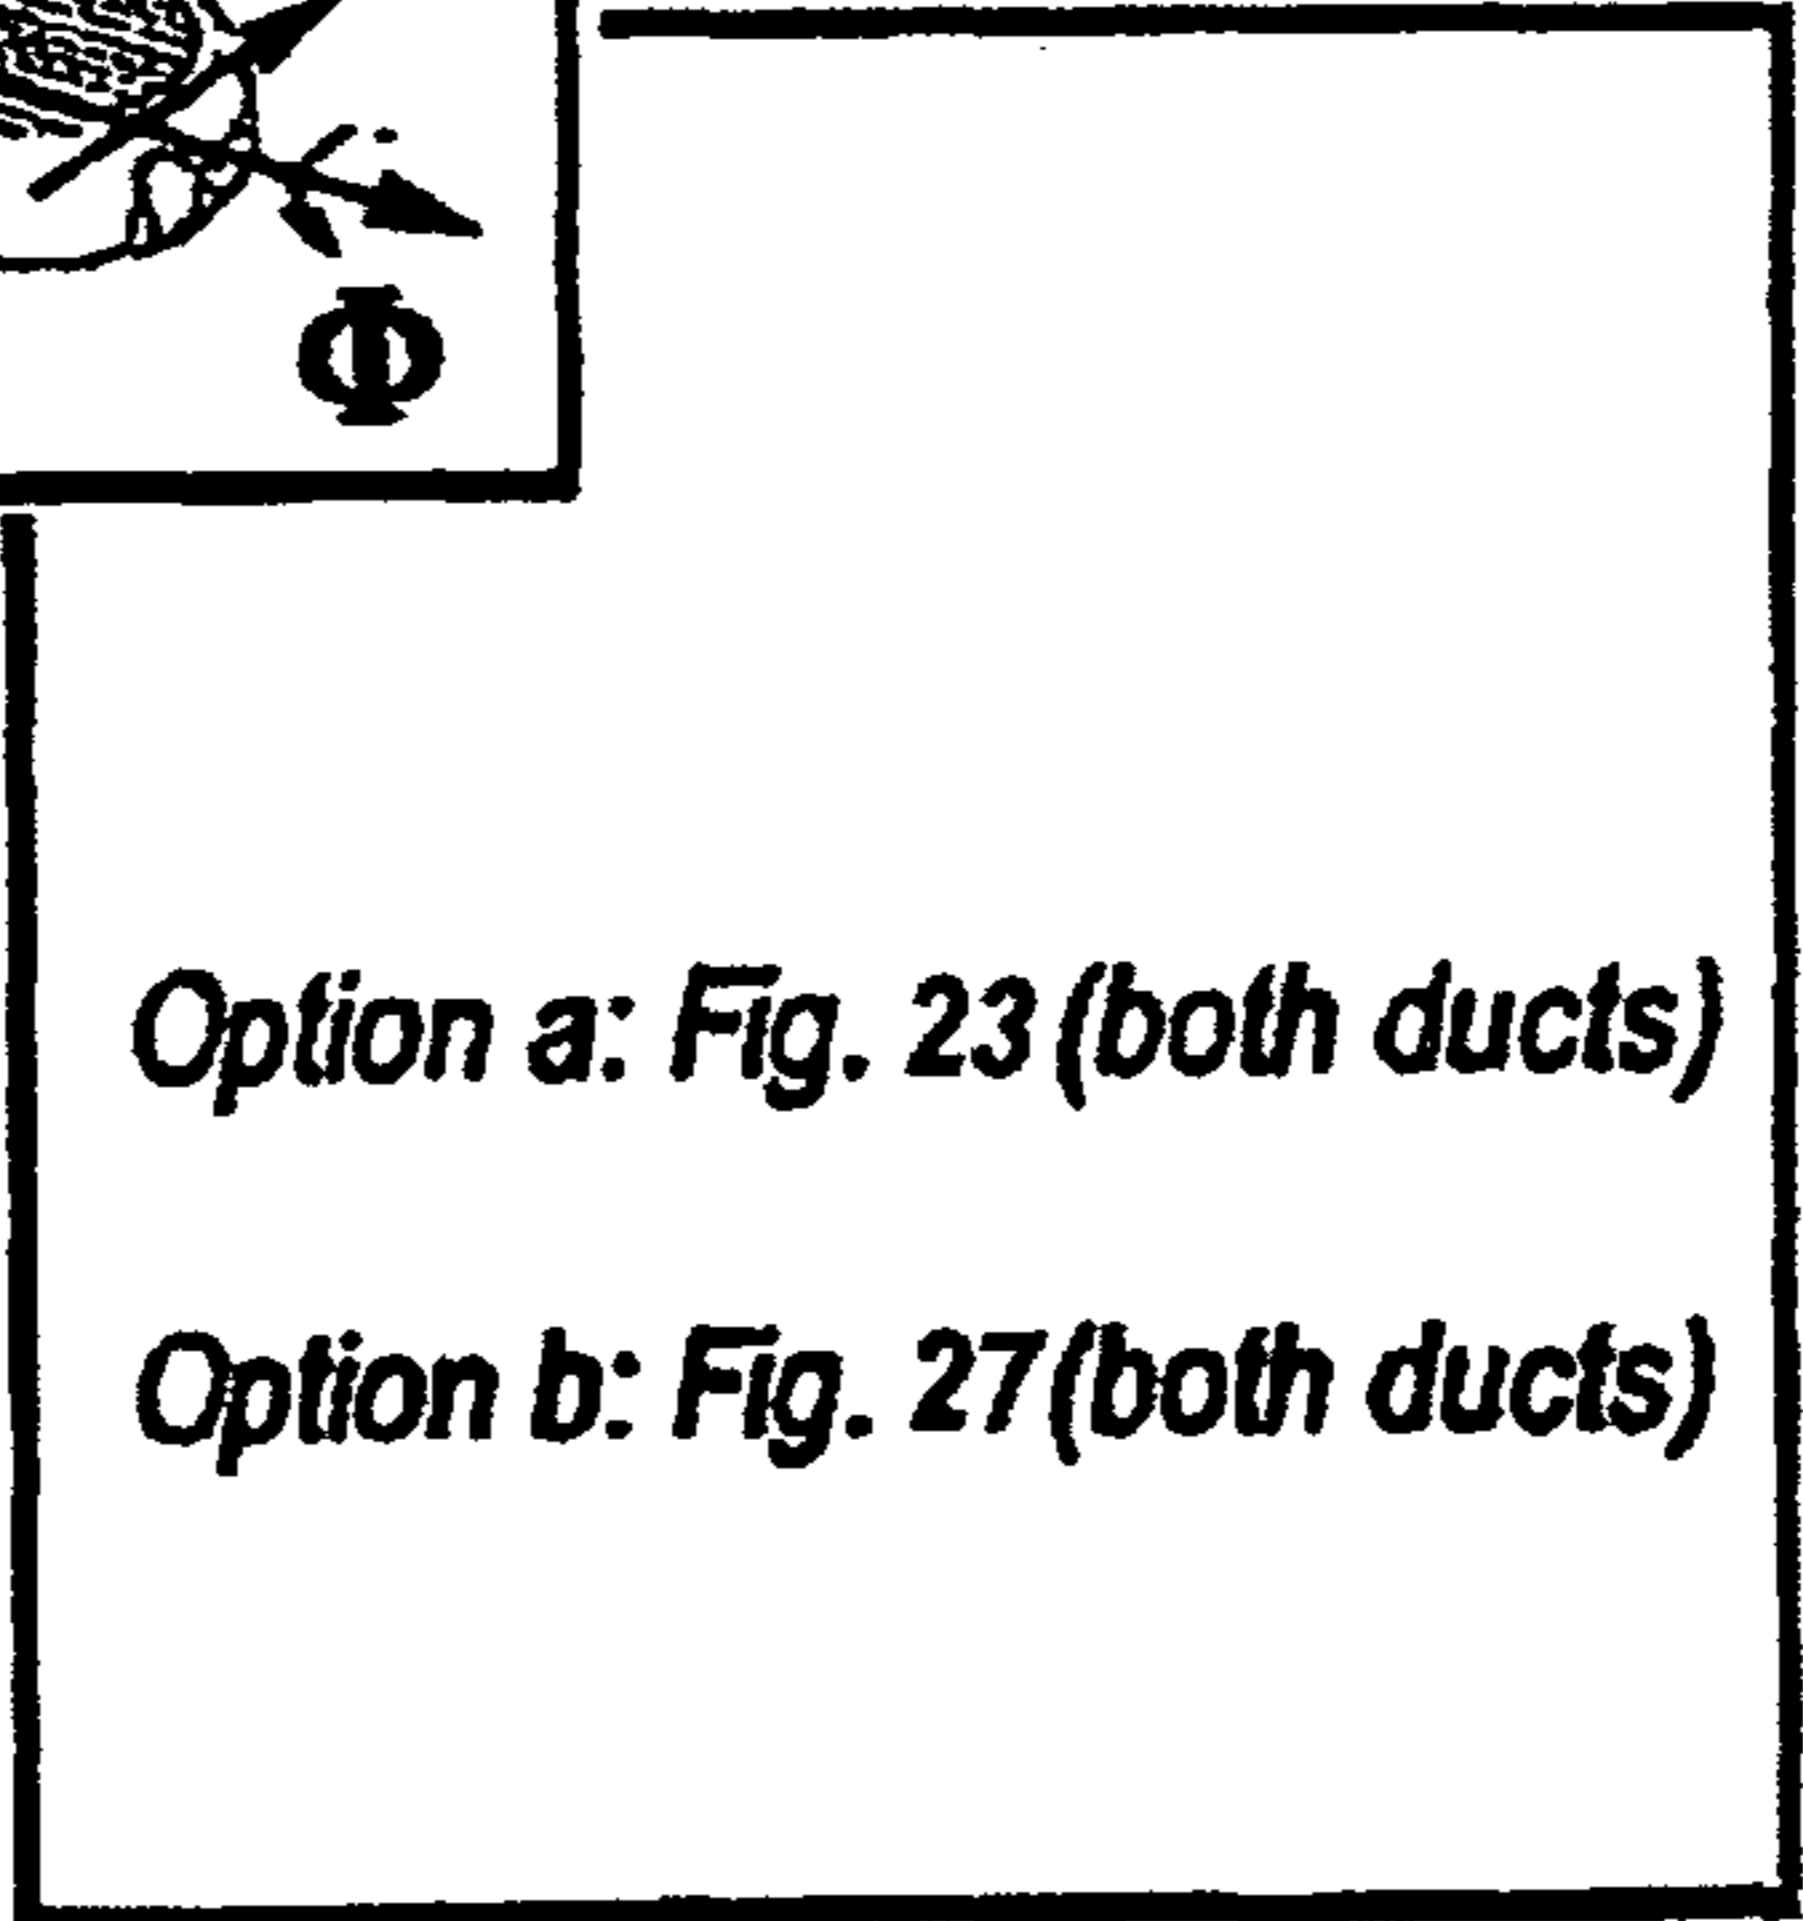 Φ
Option a: Fig. 23 (both ducts)
Option b: Fig. 27 (both ducts)